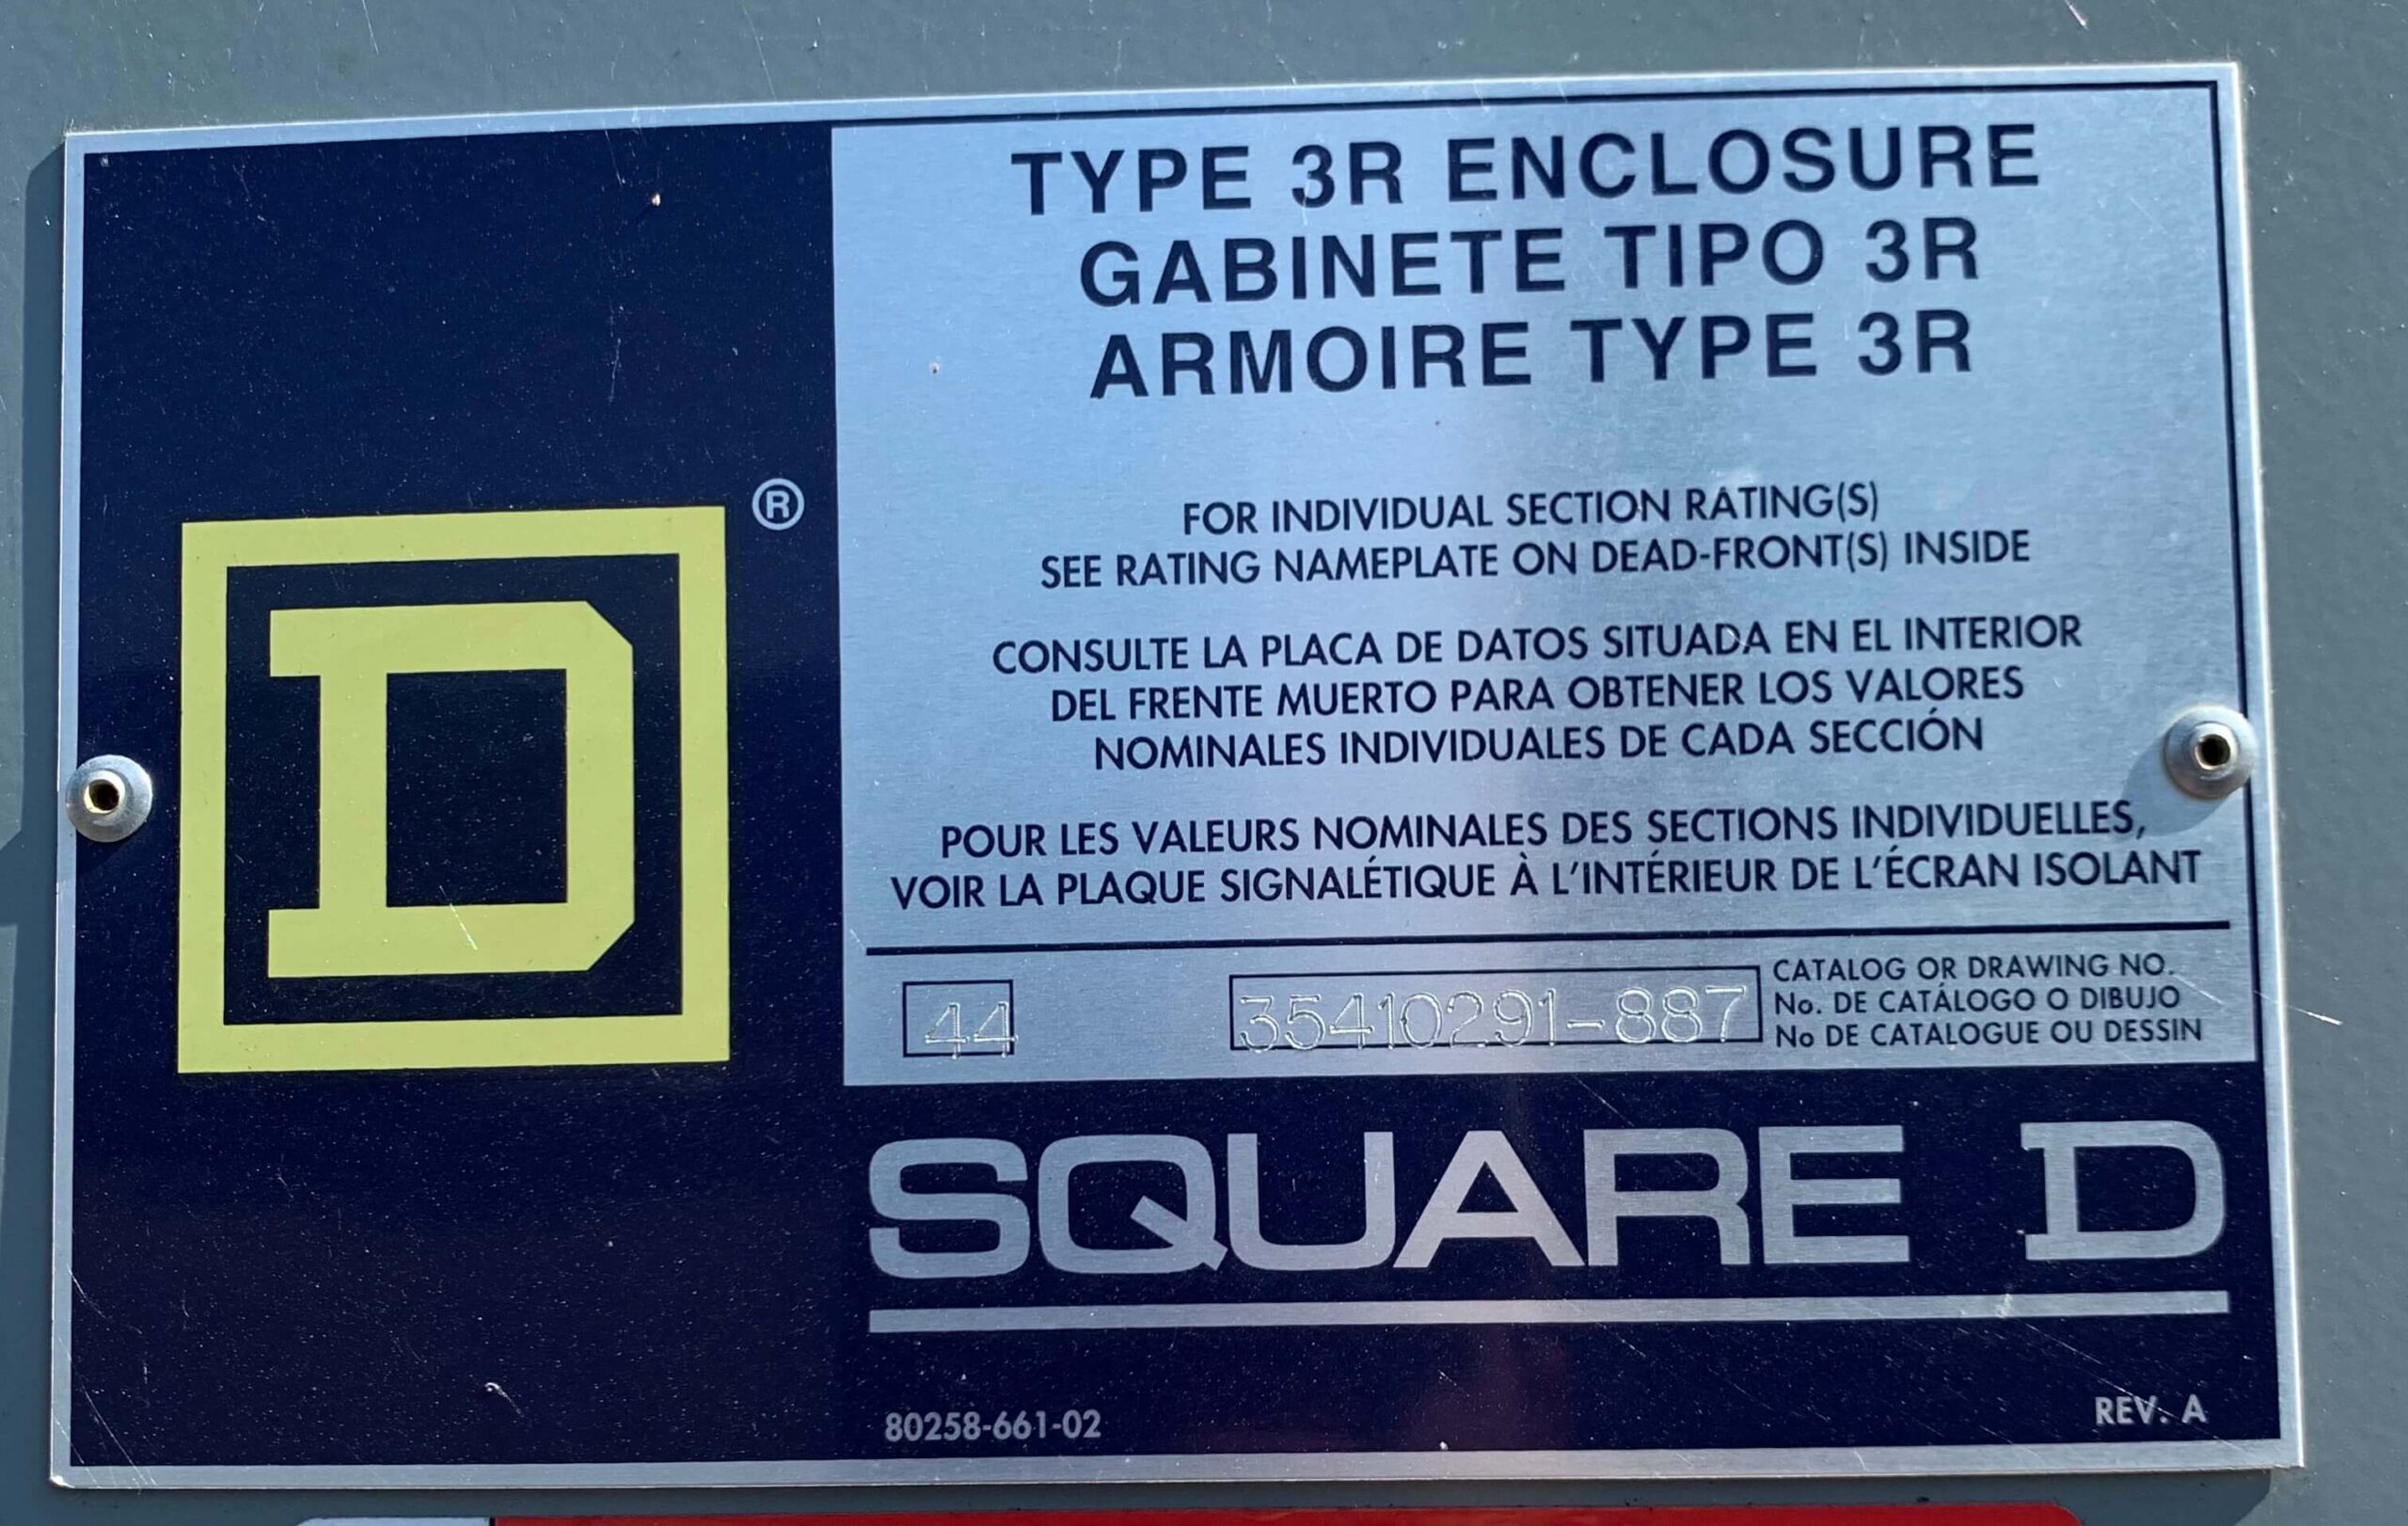 TYPE 3R ENCLOSURE
GABINETE TIPO 3R
ARMOIRE TYPE 3R
D ®
FOR INDIVIDUAL SECTION RATING(S)
SEE RATING NAMEPLATE ON DEAD-FRONT(S) INSIDE
CONSULTE LA PLACA DE DATOS SITUADA EN EL INTERIOR
DEL FRENTE MUERTO PARA OBTENER LOS VALORES
NOMINALES INDIVIDUALES DE CADA SECCIÓN
POUR LES VALEURS NOMINALES DES SECTIONS INDIVIDUELLES,
VOIR LA PLAQUE SIGNALÉTIQUE À L'INTÉRIEUR DE L'ÉCRAN ISOLANT
44
35410291-887
CATALOG OR DRAWING NO.
No. DE CATÁLOGO O DIBUJO
No DE CATALOGUE OU DESSIN
SQUARE D
80258-661-02
REV. A